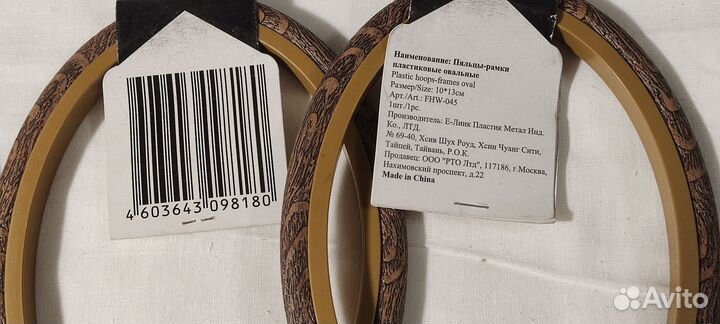 4 603643 098180
Наименование: Пяльцы-рамки
пластиковые овальные
Plastic hoops-frames oval
Размер/Size: 10*13см
Арт./Art.: FHW-045
1шт./1pc.
Производитель: Е-Линк Пластик Метал Инд.
Ко., ЛТД.
№ 69-40, Хсив Шух Роуд, Хсин Чуанг Сити,
Тайпей, Тайвань, Р.О.К.
Продавец: ООО "РТО Лтд", 117186, г.Москва,
Нахимовский проспект, д.22
Made in China
Avito